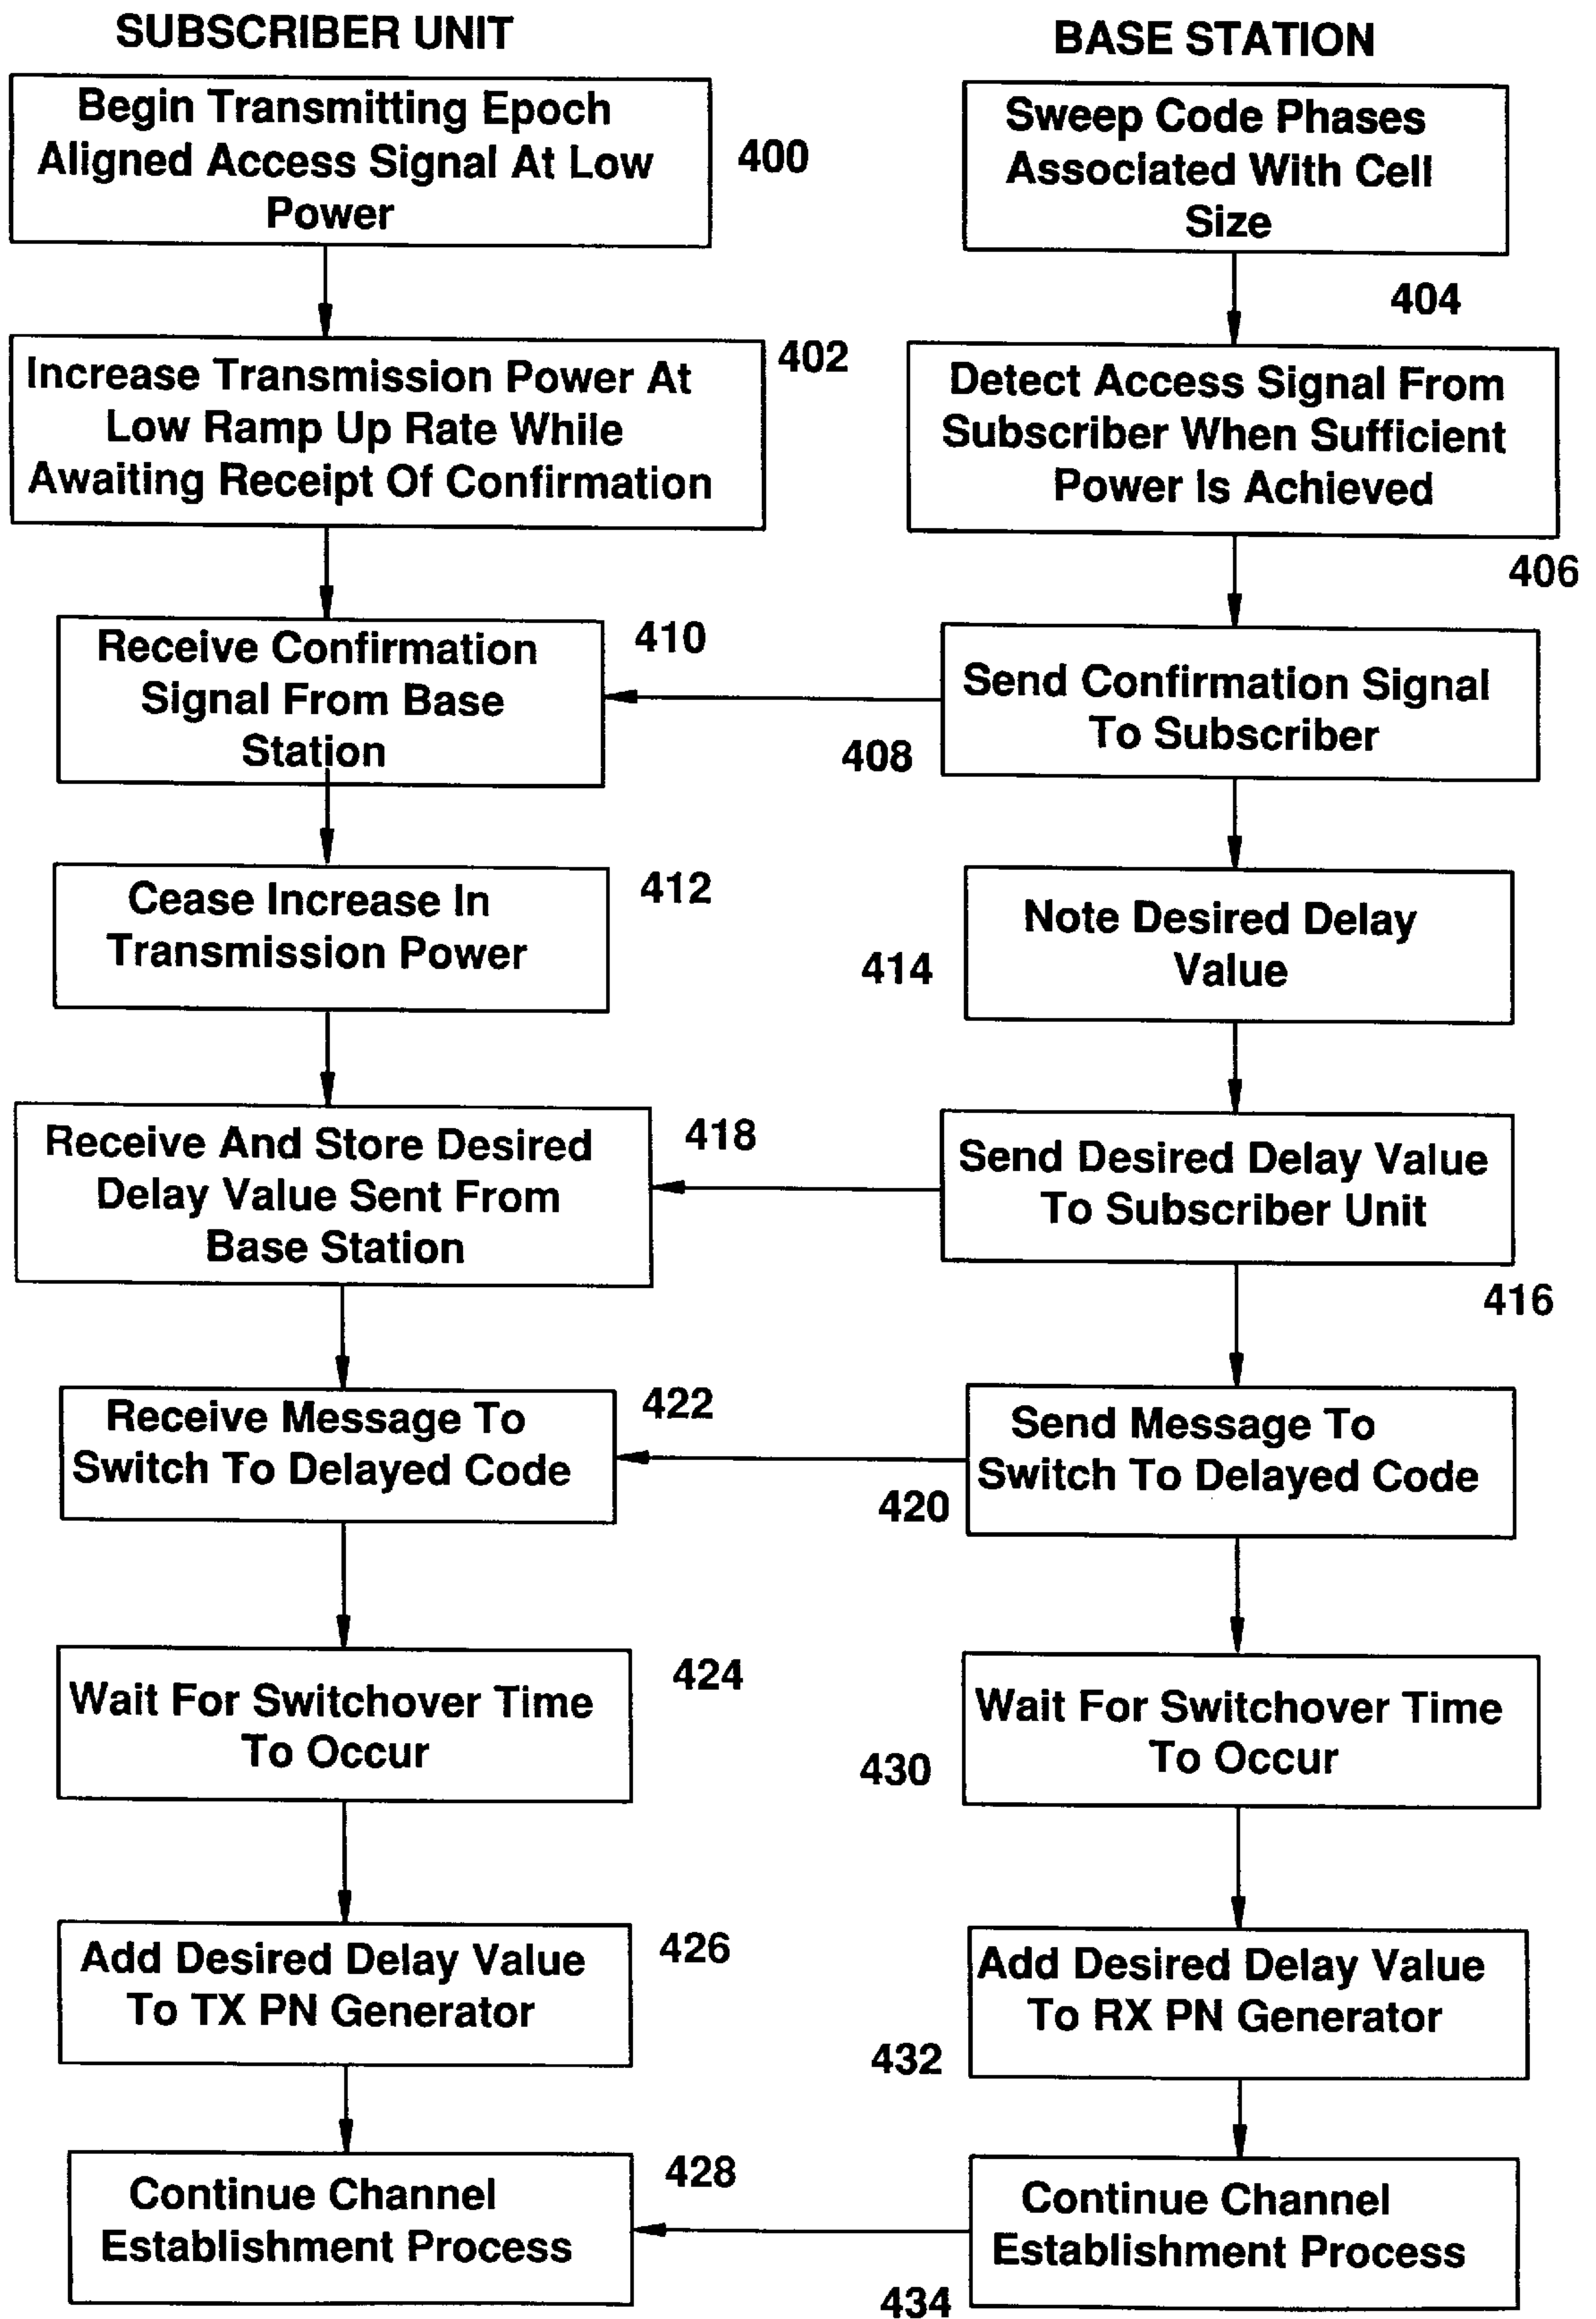 SUBSCRIBER UNIT
Begin Transmitting Epoch
Aligned Access Signal At Low
Power
400
Increase Transmission Power At
Low Ramp Up Rate While
Awaiting Receipt Of Confirmation
402
Receive Confirmation
Signal From Base
Station
410
Cease Increase In
Transmission Power
412
Receive And Store Desired
Delay Value Sent From
Base Station
418
Receive Message To
Switch To Delayed Code
422
Wait For Switchover Time
To Occur
424
Add Desired Delay Value
To TX PN Generator
426
Continue Channel
Establishment Process
428
BASE STATION
Sweep Code Phases
Associated With Cell
Size
404
Detect Access Signal From
Subscriber When Sufficient
Power Is Achieved
406
Send Confirmation Signal
To Subscriber
408
Note Desired Delay
Value
414
Send Desired Delay Value
To Subscriber Unit
416
Send Message To
Switch To Delayed Code
420
Wait For Switchover Time
To Occur
430
Add Desired Delay Value
To RX PN Generator
432
Continue Channel
Establishment Process
434